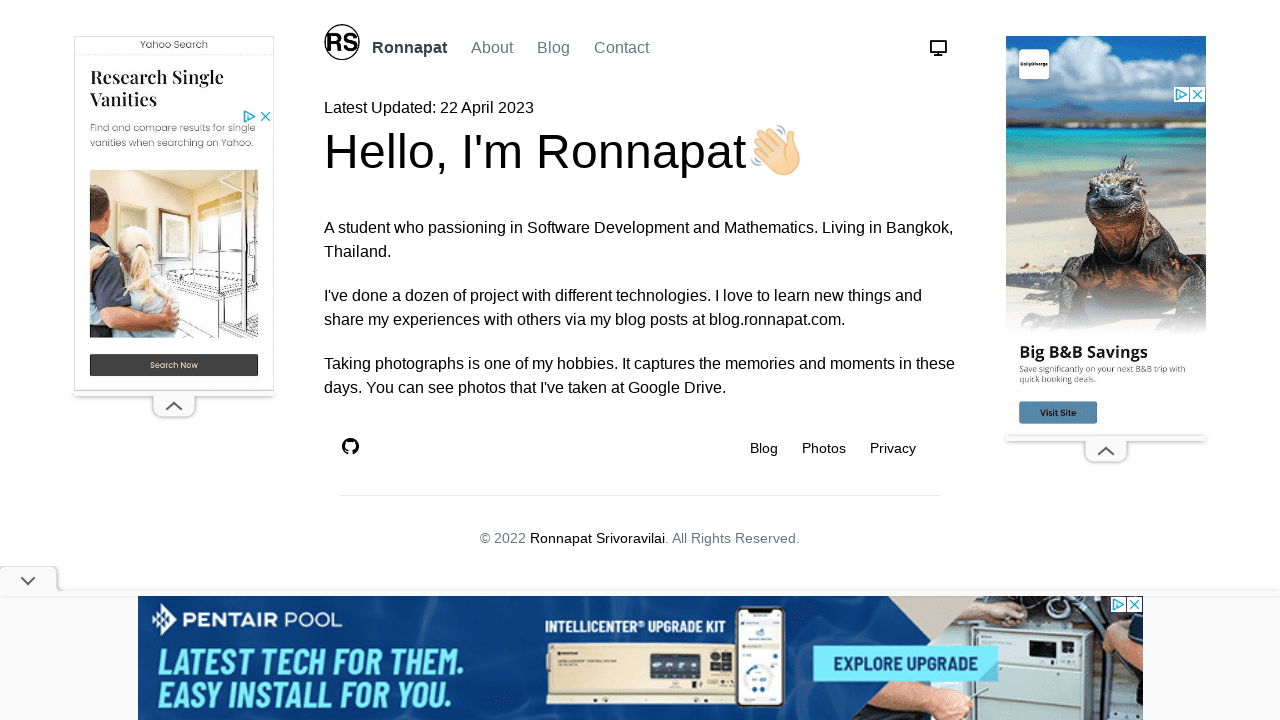 RS Ronnapat About Blog Contact
Latest Updated: 22 April 2023
Hello, I'm Ronnapat👋
A student who passioning in Software Development and Mathematics. Living in Bangkok,
Thailand.
I've done a dozen of project with different technologies. I love to learn new things and
share my experiences with others via my blog posts at blog.ronnapat.com.
Taking photographs is one of my hobbies. It captures the memories and moments in these
days. You can see photos that I've taken at Google Drive.
Blog Photos Privacy
© 2022 Ronnapat Srivoravilai. All Rights Reserved.
Yahoo Search
Research Single
Vanities
Find and compare results for single
vanities when searching on Yahoo.
Search Now
DailyDiverge
Big B&B Savings
Save significantly on your next B&B trip with
quick booking deals.
Visit Site
PENTAIR POOL
LATEST TECH FOR THEM.
EASY INSTALL FOR YOU.
INTELLICENTER® UPGRADE KIT
EXPLORE UPGRADE